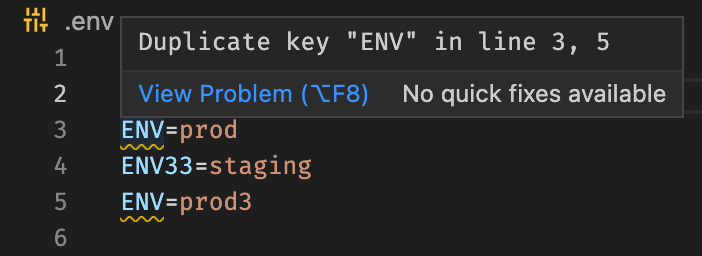 .env
Duplicate key "ENV" in line 3, 5
View Problem (⌥F8) No quick fixes available
1
2
3 ENV=prod
4 ENV33=staging
5 ENV=prod3
6